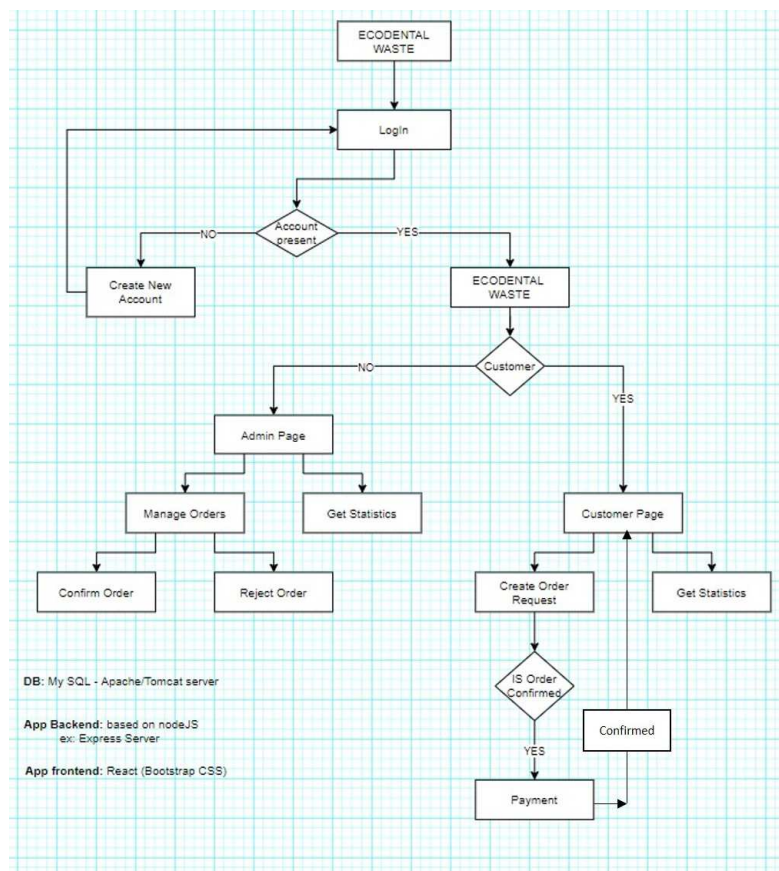 ECODENTAL
WASTE
LogIn
Account
present
NO
YES
Create New
Account
ECODENTAL
WASTE
Customer
NO
YES
Admin Page
Manage Orders
Get Statistics
Customer Page
Confirm Order
Reject Order
Create Order
Request
Get Statistics
IS Order
Confirmed
DB: My SQL - Apache/Tomcat server
App Backend: based on nodeJS
ex: Express Server
Confirmed
YES
App frontend: React (Bootstrap CSS)
Payment